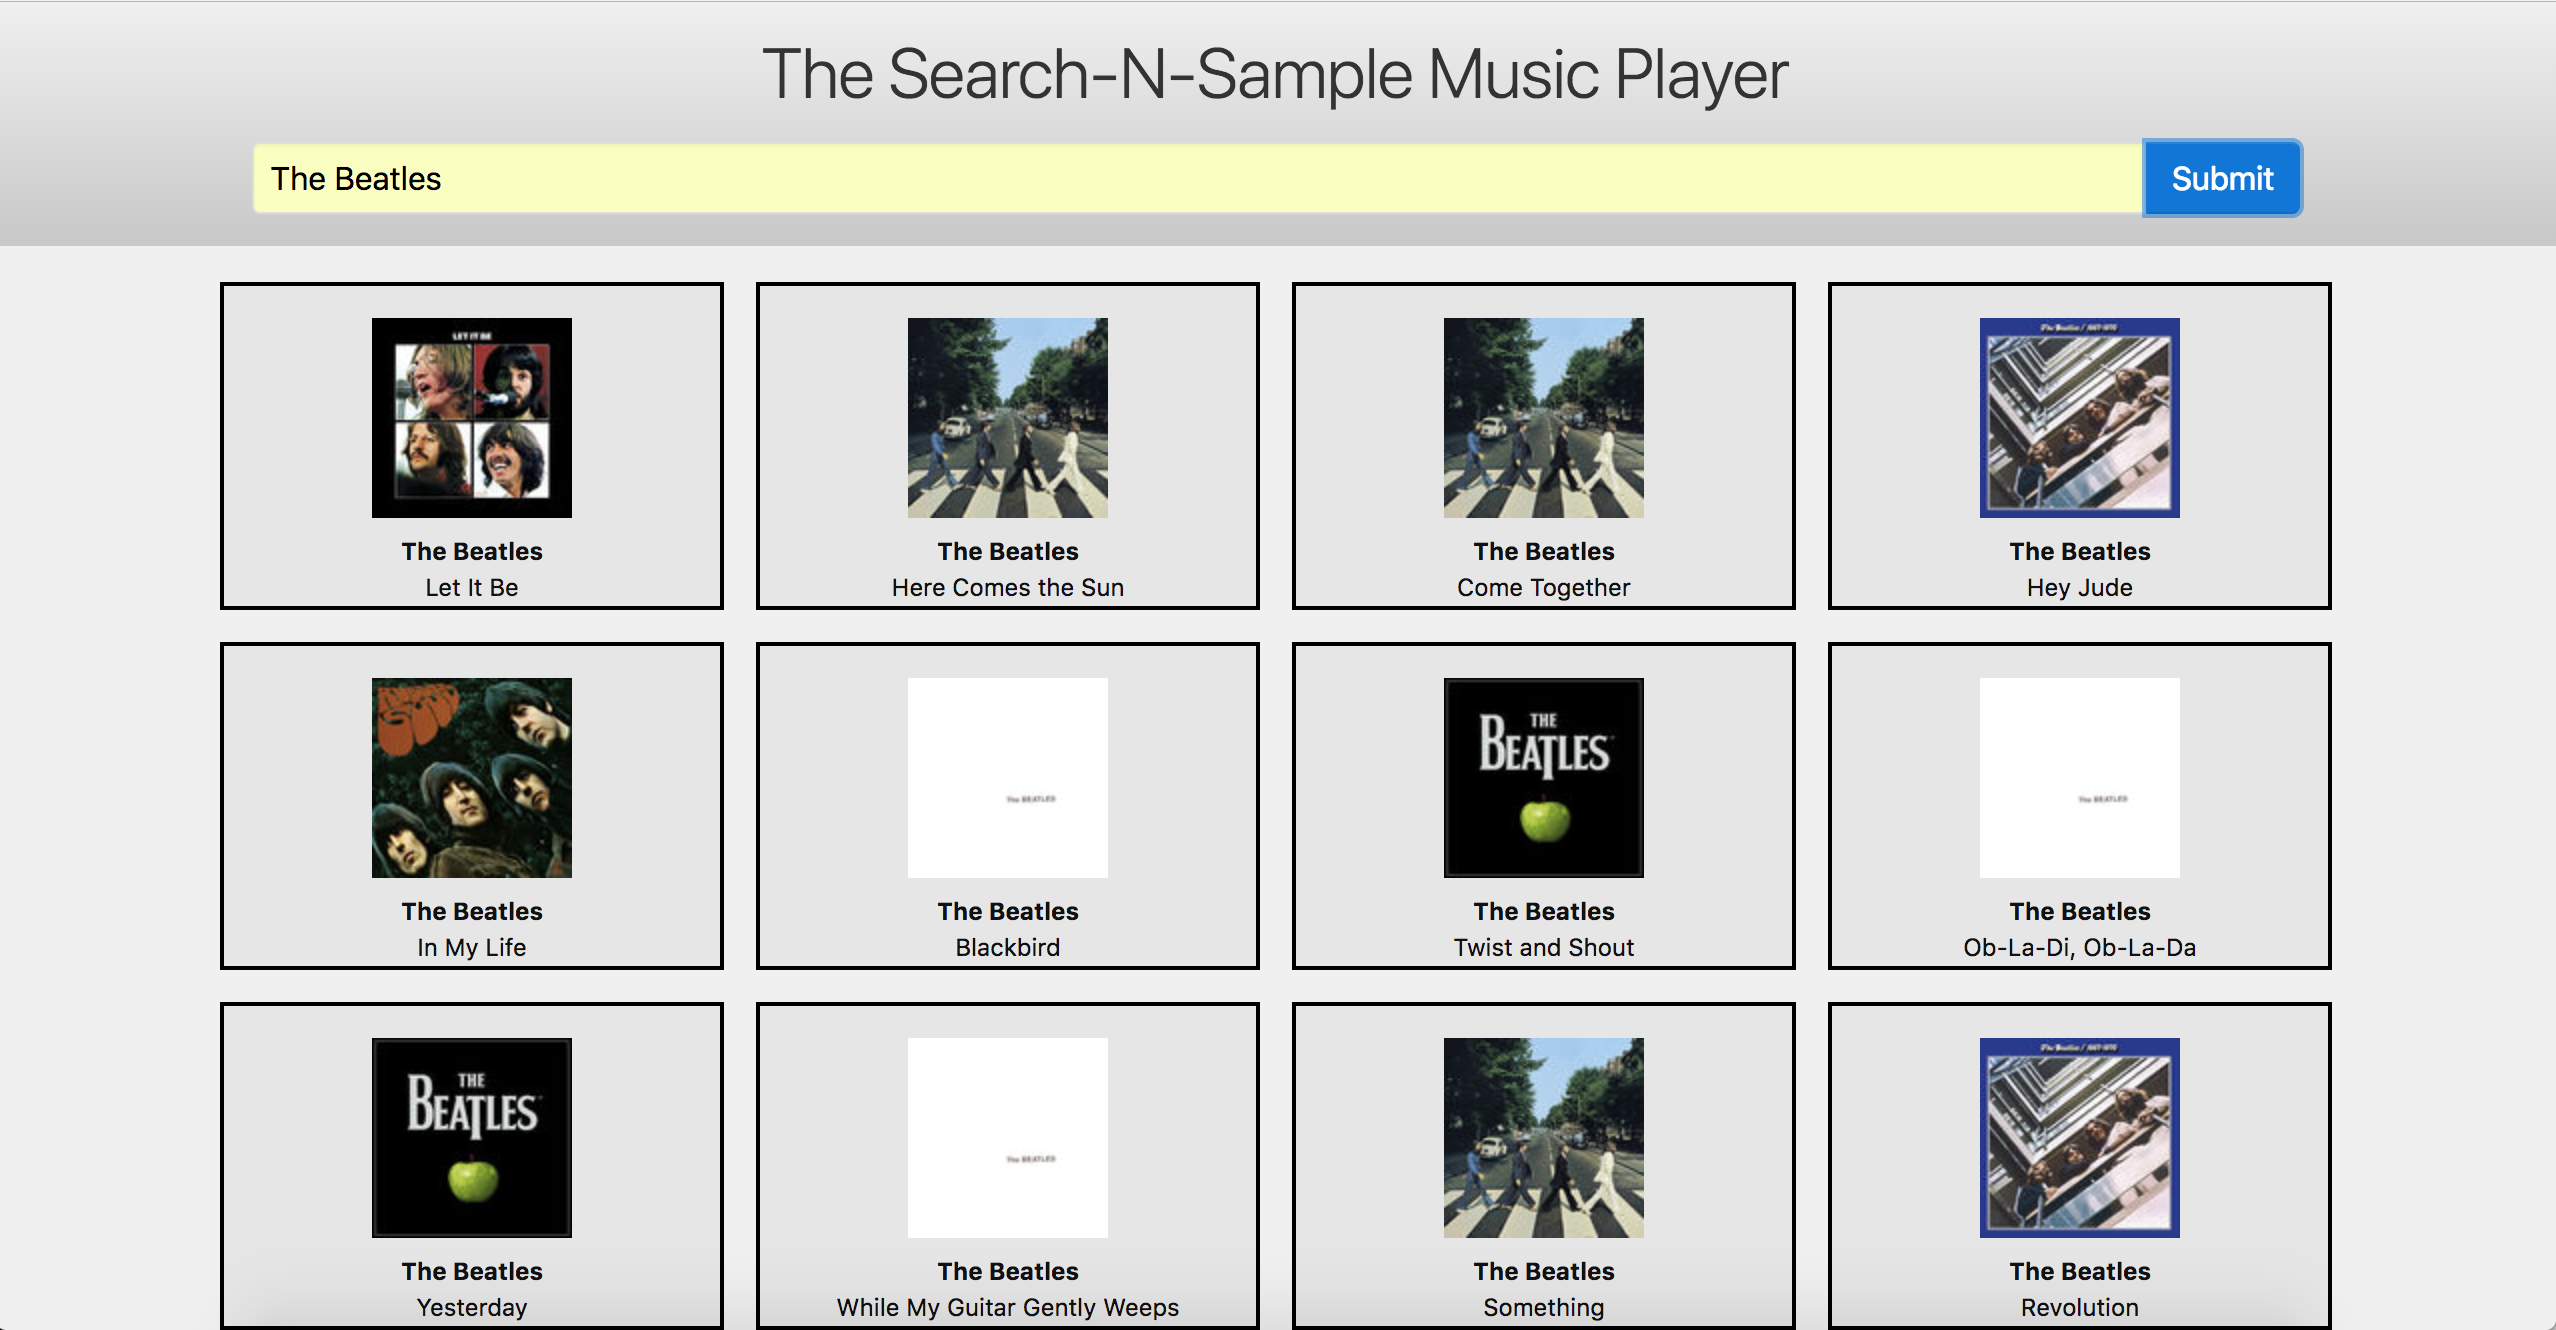 The Search-N-Sample Music Player
The Beatles
Submit
LET IT BE
The Beatles
Let It Be
The Beatles
Here Comes the Sun
The Beatles
Come Together
The Beatles / 1967-1970
The Beatles
Hey Jude
RUBBER SOUL
The Beatles
In My Life
The BEATLES
The Beatles
Blackbird
THE
BEATLES
The Beatles
Twist and Shout
The BEATLES
The Beatles
Ob-La-Di, Ob-La-Da
THE
BEATLES
The Beatles
Yesterday
The BEATLES
The Beatles
While My Guitar Gently Weeps
The Beatles
Something
The Beatles / 1967-1970
The Beatles
Revolution